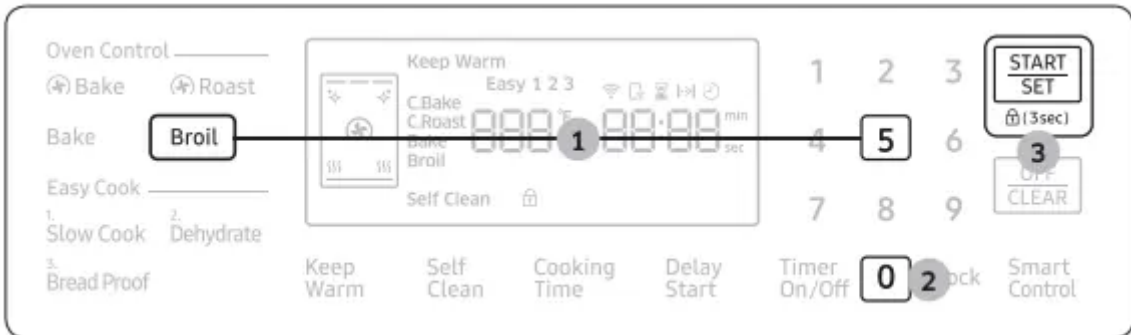 Oven Control
Bake Roast
Bake Broil
Easy Cook
1. 2.
Slow Cook Dehydrate
3.
Bread Proof
Keep Warm
Easy 1 2 3
C.Bake
C.Roast 888 °F 88:88 min
Bake sec
Broil
Self Clean
1
Keep Warm
Self Clean
Cooking Time
Delay Start
1 2 3
4 5 6
7 8 9
Timer On/Off
0
2
START
SET
(3sec)
3
OFF
CLEAR
Smart Control